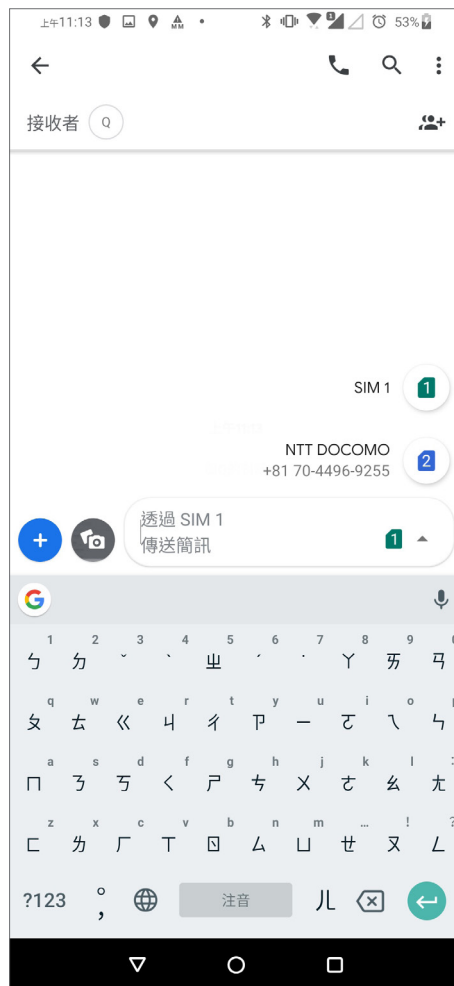 上午11:13 53%
接收者 Q
SIM 1 1
NTT DOCOMO
+81 70-4496-9255 2
透過 SIM 1
傳送簡訊 1
1 2 3 4 5 6 7 8 9
ㄅ ㄉ ˇ ˋ ㄓ ˊ ˙ ㄚ ㄞ ㄢ
q w e r t y u i o
ㄆ ㄊ ㄍ ㄐ ㄔ ㄗ ㄧ ㄛ ㄟ ㄣ
a s d f g h j k l
ㄇ ㄋ ㄎ ㄑ ㄕ ㄘ ㄨ ㄜ ㄠ ㄤ
z x c v b n m … !
ㄈ ㄌ ㄏ ㄒ ㄖ ㄙ ㄩ ㄝ ㄡ ㄥ
?123 °, 注音 ㄦ